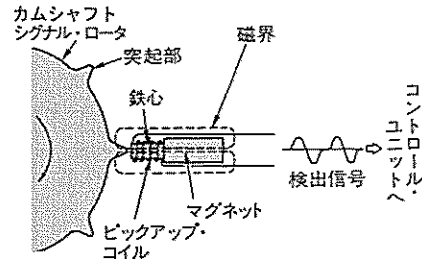 カムシャフト
シグナル・ロータ
突起部
磁界
鉄心
マグネット
ピックアップ・
コイル
検出信号
コントロール・
ユニットへ